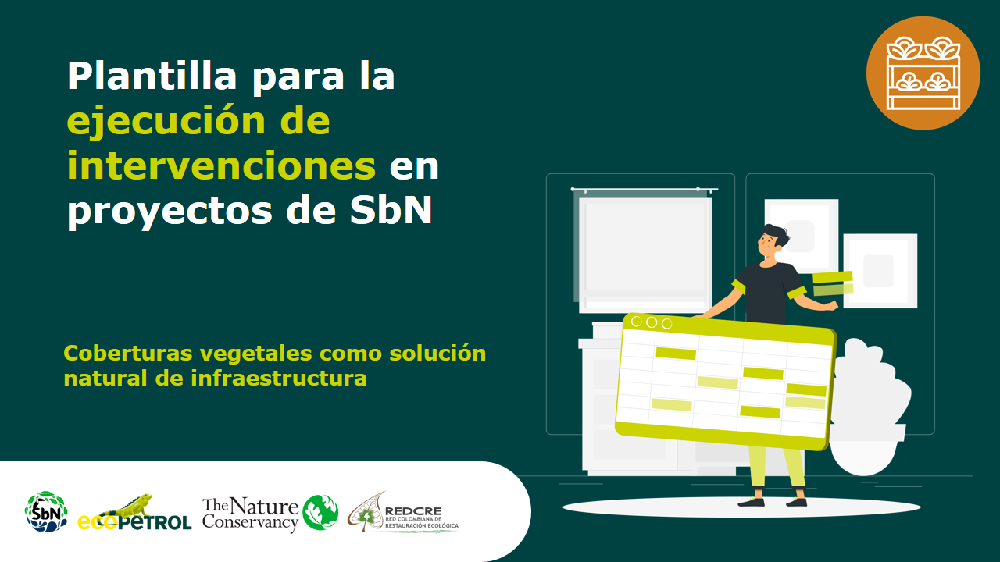 Plantilla para la
ejecución de
intervenciones en
proyectos de SbN
Coberturas vegetales como solución
natural de infraestructura
SbN
ecoPETROL
The Nature
Conservancy
REDCRE
RED COLOMBIANA DE
RESTAURACIÓN ECOLÓGICA